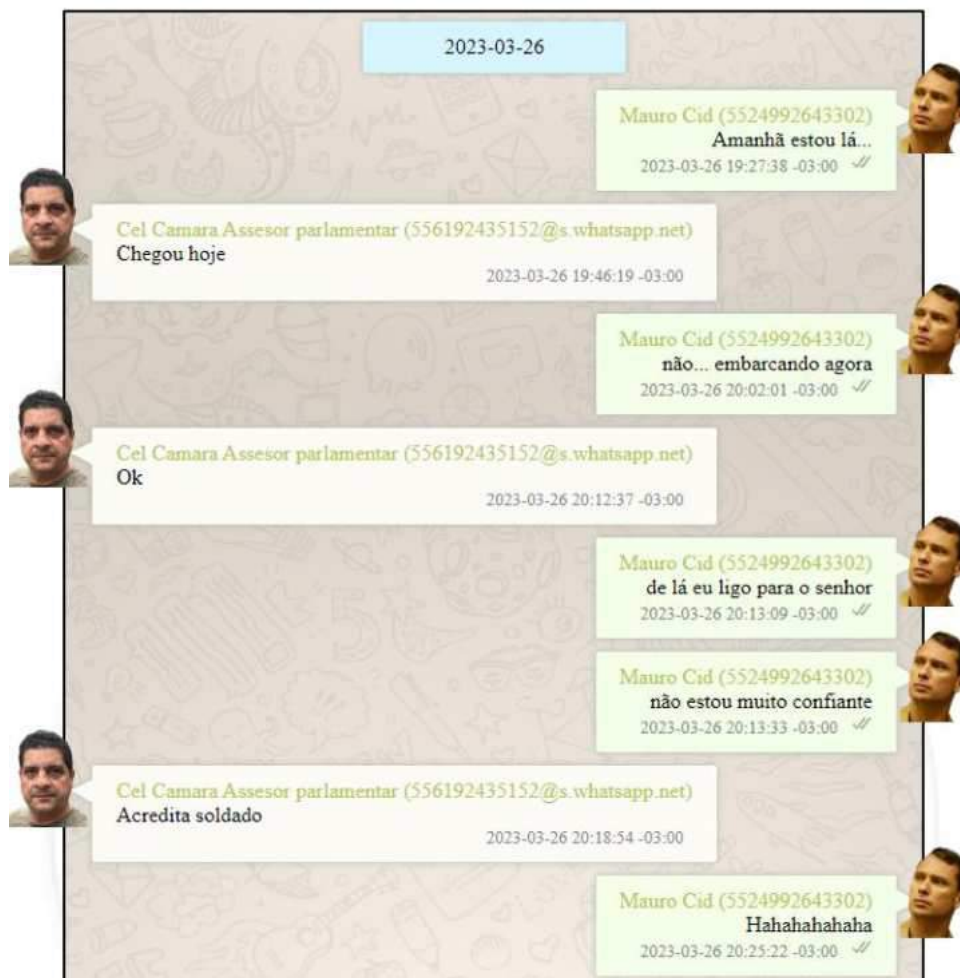 2023-03-26
Mauro Cid (5524992643302)
Amanhã estou lá...
2023-03-26 19:27:38 -03:00
Cel Camara Assesor parlamentar (556192435152@s.whatsapp.net)
Chegou hoje
2023-03-26 19:46:19 -03:00
Mauro Cid (5524992643302)
não... embarcando agora
2023-03-26 20:02:01 -03:00
Cel Camara Assesor parlamentar (556192435152@s.whatsapp.net)
Ok
2023-03-26 20:12:37 -03:00
Mauro Cid (5524992643302)
de lá eu ligo para o senhor
2023-03-26 20:13:09 -03:00
Mauro Cid (5524992643302)
não estou muito confiante
2023-03-26 20:13:33 -03:00
Cel Camara Assesor parlamentar (556192435152@s.whatsapp.net)
Acredita soldado
2023-03-26 20:18:54 -03:00
Mauro Cid (5524992643302)
Hahahahahaha
2023-03-26 20:25:22 -03:00